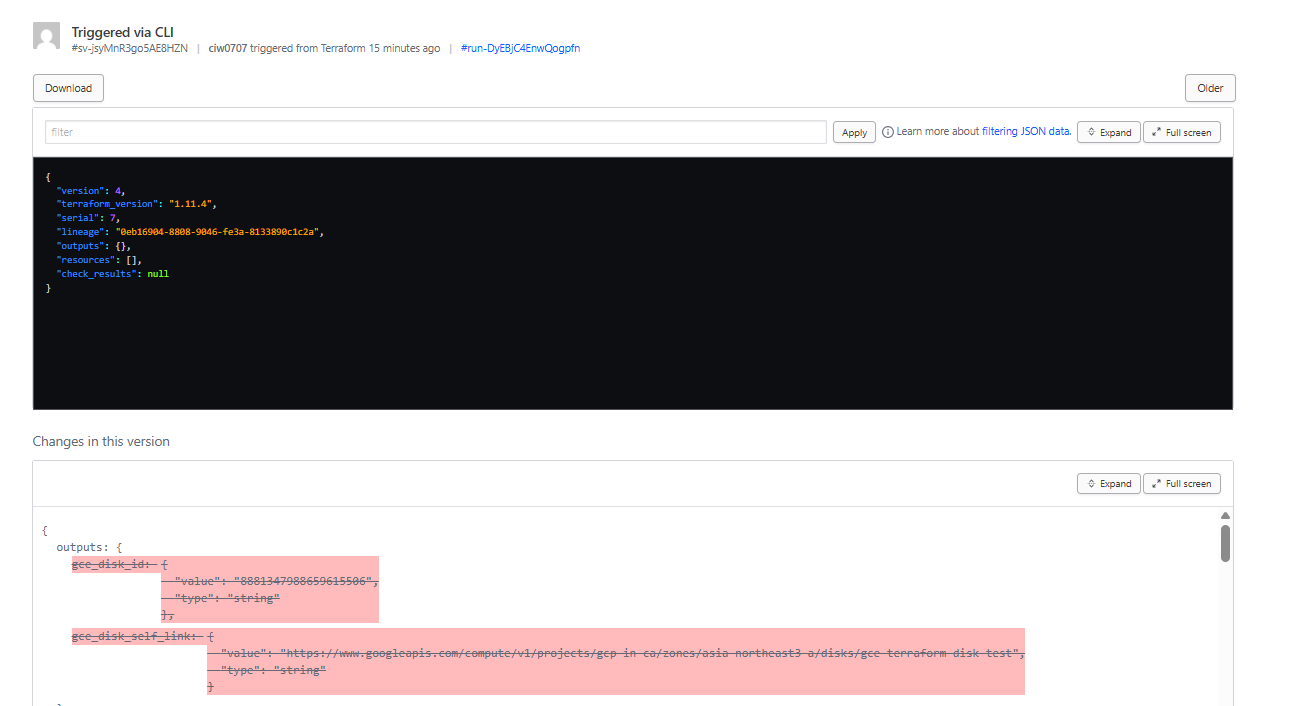 Triggered via CLI
#sv-jsyMnR3go5AE8HZN | ciw0707 triggered from Terraform 15 minutes ago | #run-DyEBjC4EnwQogpfn
Download
Older
filter
Apply
Learn more about filtering JSON data.
Expand
Full screen
{
"version": 4,
"terraform_version": "1.11.4",
"serial": 7,
"lineage": "0eb16904-8808-9046-fe3a-8133890c1c2a",
"outputs": {},
"resources": [],
"check_results": null
}
Changes in this version
Expand
Full screen
{
outputs: {
gce_disk_id: {
"value": "8881347988659615506",
"type": "string"
},
gce_disk_self_link: {
"value": "https://www.googleapis.com/compute/v1/projects/gcp-in-ca/zones/asia-northeast3-a/disks/gce-terraform-disk-test",
"type": "string"
}